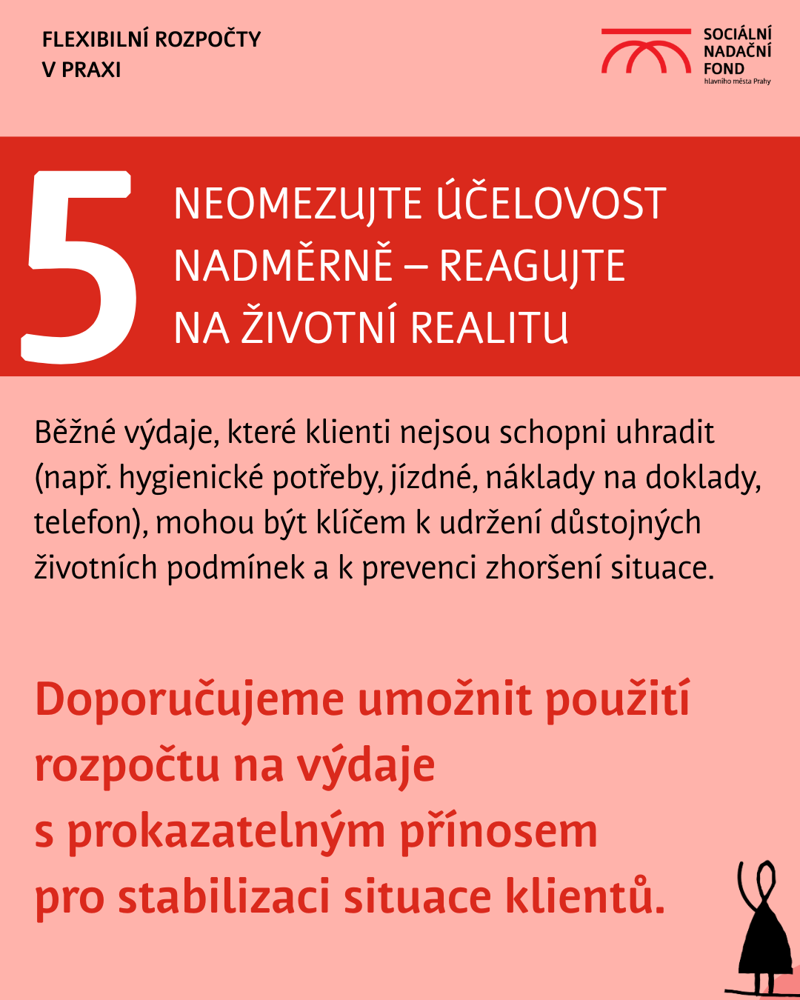 FLEXIBILNÍ ROZPOČTY
V PRAXI
SOCIÁLNÍ
NADAČNÍ
FOND
hlavního města Prahy
5
NEOMEZUJTE ÚČELOVOST
NADMĚRNĚ – REAGUJTE
NA ŽIVOTNÍ REALITU
Běžné výdaje, které klienti nejsou schopni uhradit
(např. hygienické potřeby, jízdné, náklady na doklady,
telefon), mohou být klíčem k udržení důstojných
životních podmínek a k prevenci zhoršení situace.
Doporučujeme umožnit použití
rozpočtu na výdaje
s prokazatelným přínosem
pro stabilizaci situace klientů.